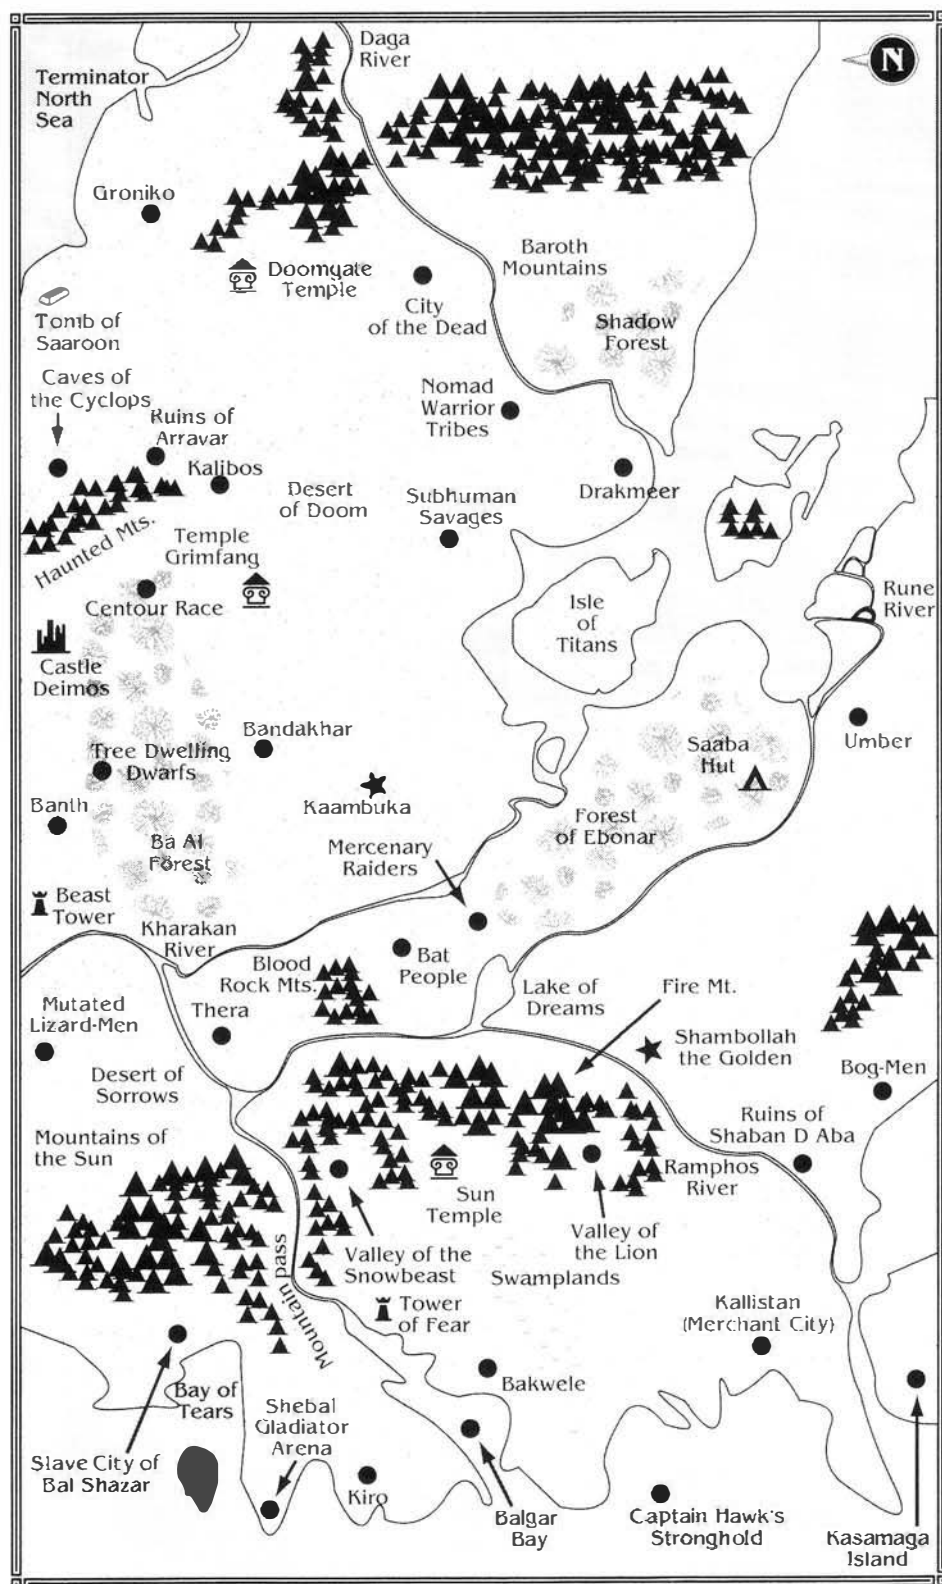 Daga
River
N
Terminator
North
Sea
Groniko
Baroth
Mountains
Doomgate
Temple
City
of the Dead
Shadow
Forest
Tomb of
Saaroon
Caves of
the Cyclops
Nomad
Warrior
Tribes
Ruins of
Arravar
Kalibos
Desert
of Doom
Subhuman
Savages
Drakmeer
Haunted Mts.
Temple
Grimfang
Centour Race
Isle
of
Titans
Rune
River
Castle
Deimos
Bandakhar
Saaba
Hut
Umber
Tree Dwelling
Dwarfs
Kaambuka
Banth
Forest
of Ebonar
Ba Al
Forest
Mercenary
Raiders
Beast
Tower
Kharakan
River
Bat
People
Blood
Rock Mts.
Lake of
Dreams
Fire Mt.
Mutated
Lizard-Men
Thera
Shambollah
the Golden
Bog-Men
Desert of
Sorrows
Ruins of
Shaban D Aba
Mountains of
the Sun
Ramphos
River
Sun
Temple
Valley of
the Lion
Valley of the
Snowbeast
Swamplands
Mountain pass
Tower
of Fear
Kallistan
(Merchant City)
Bakwele
Bay of
Tears
Shebal
Gladiator
Arena
Slave City of
Bal Shazar
Kiro
Balgar
Bay
Captain Hawk's
Stronghold
Kasamaga
Island